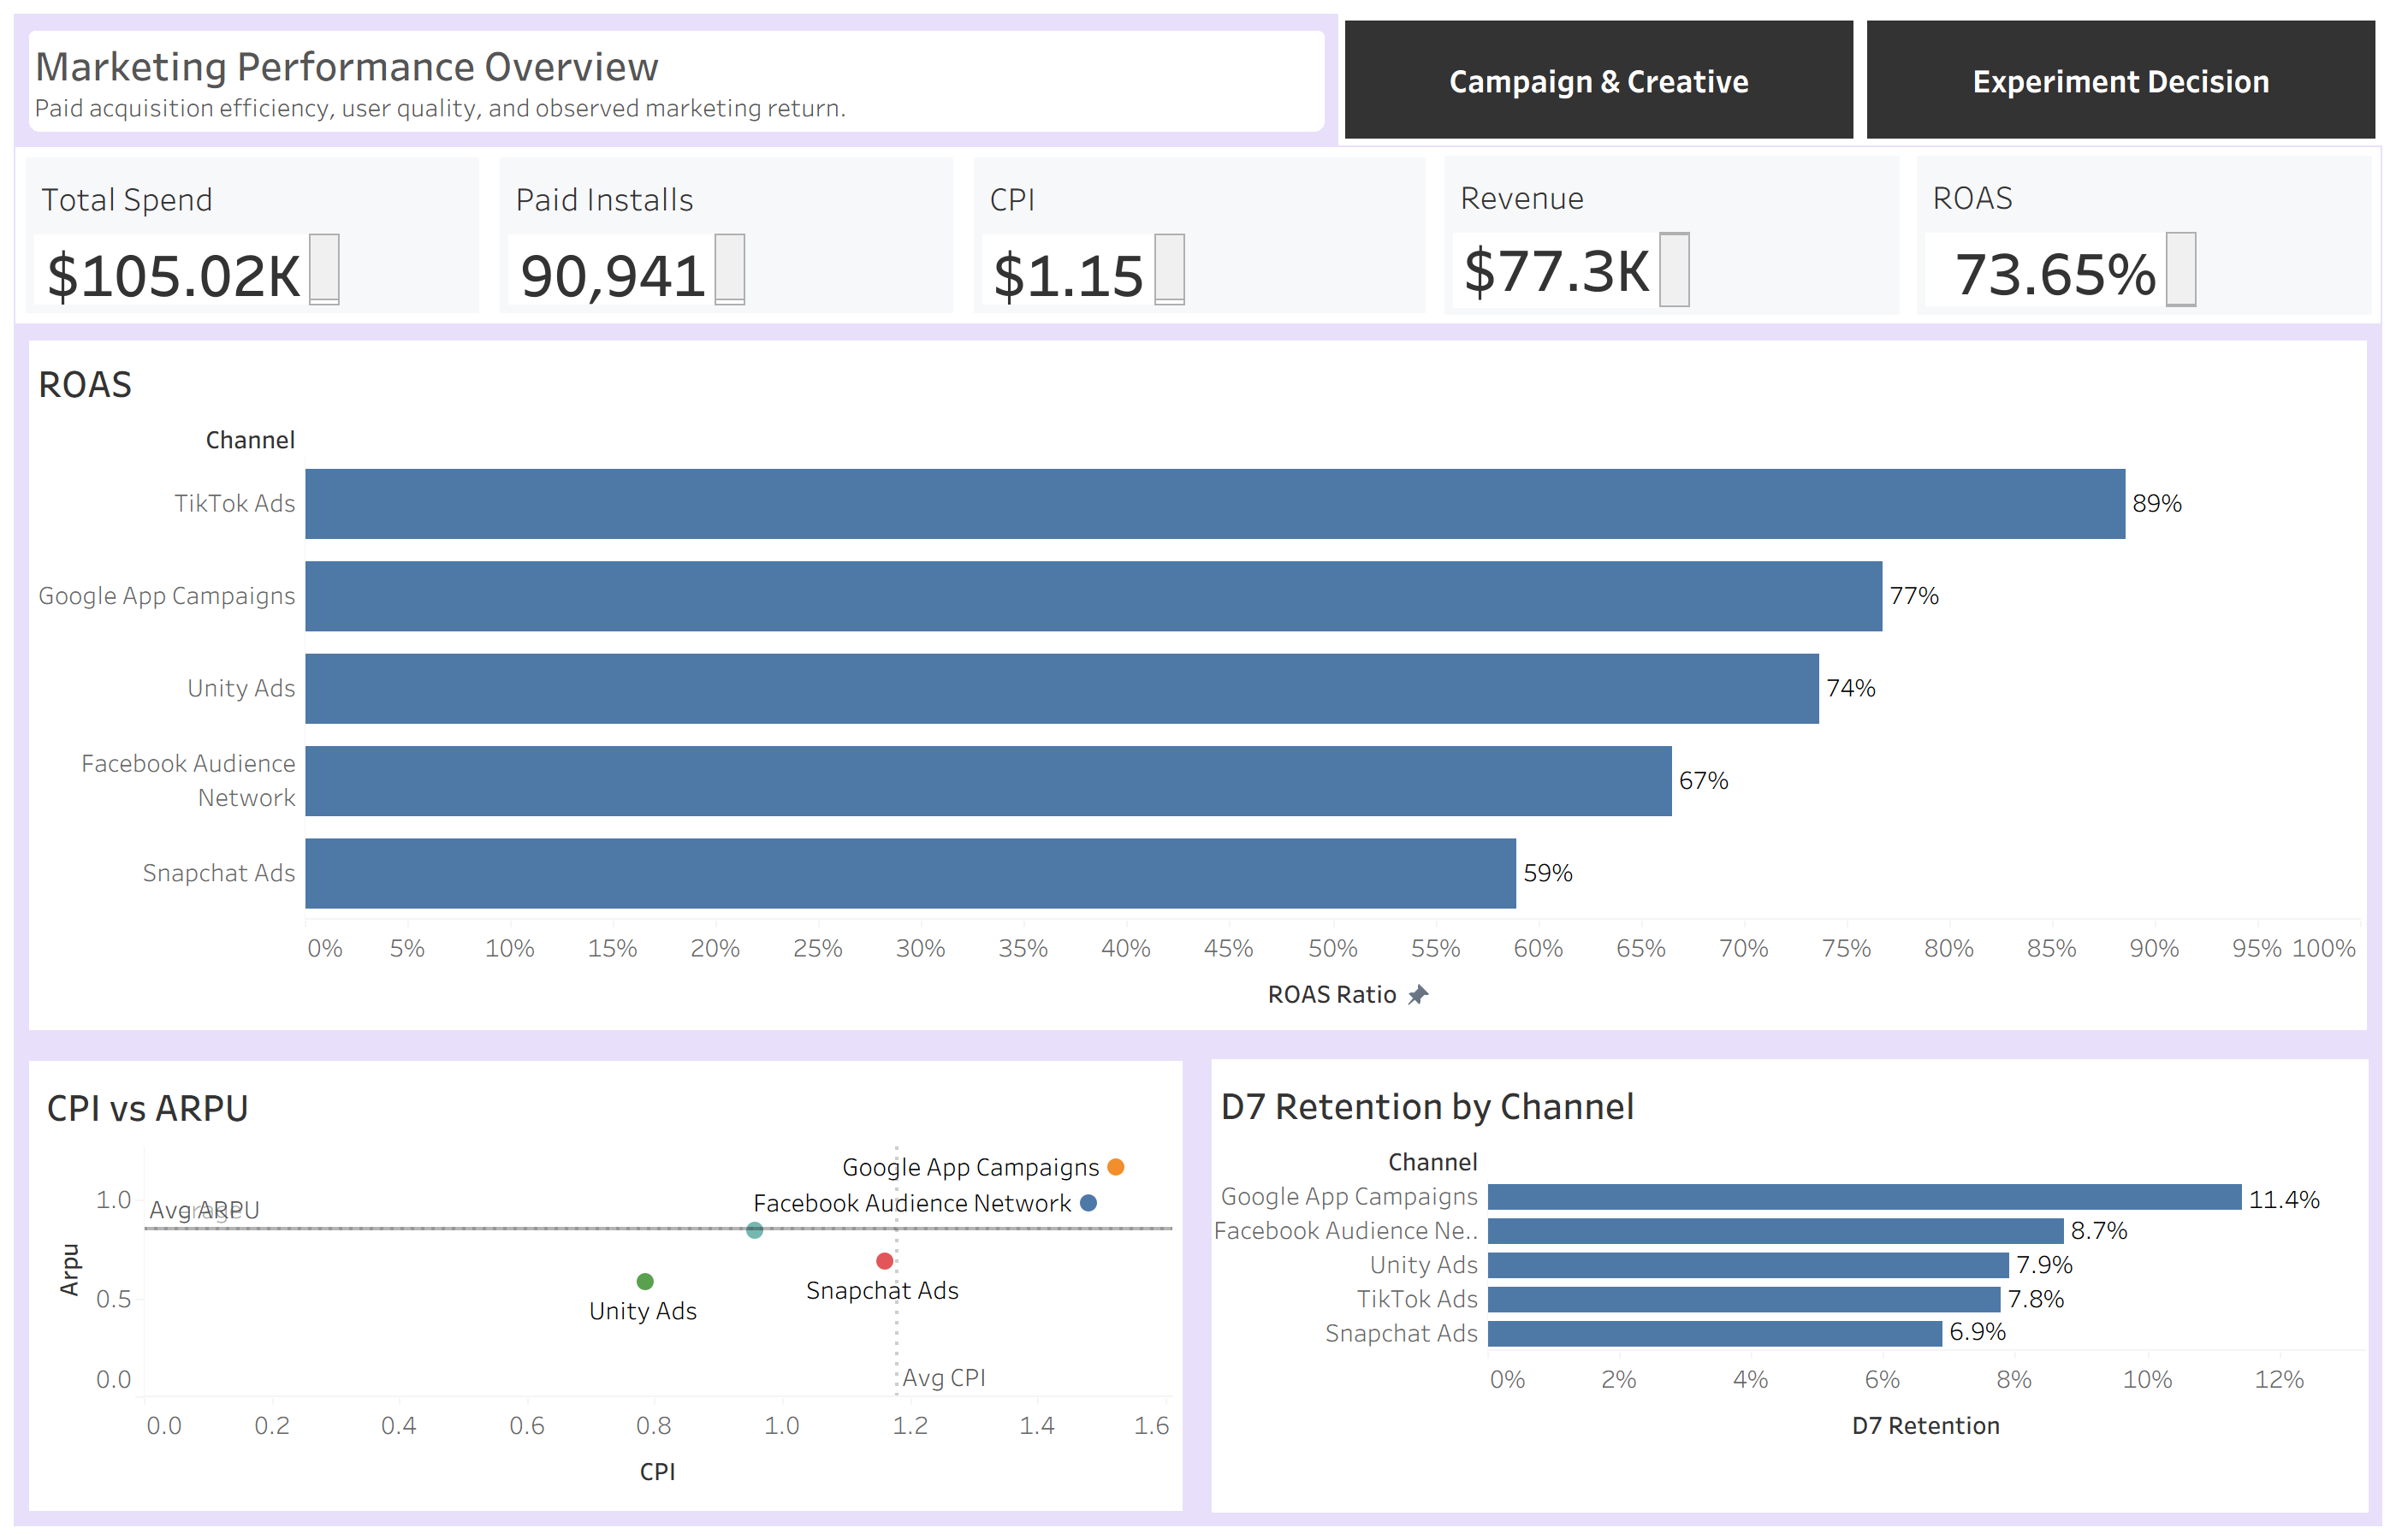 Marketing Performance Overview
Paid acquisition efficiency, user quality, and observed marketing return.
Campaign & Creative
Experiment Decision
Total Spend
$105.02K
Paid Installs
90,941
CPI
$1.15
Revenue
$77.3K
ROAS
73.65%
ROAS
Channel
TikTok Ads
89%
Google App Campaigns
77%
Unity Ads
74%
Facebook Audience
Network
67%
Snapchat Ads
59%
0% 5% 10% 15% 20% 25% 30% 35% 40% 45% 50% 55% 60% 65% 70% 75% 80% 85% 90% 95% 100%
ROAS Ratio
CPI vs ARPU
Google App Campaigns
1.0
Facebook Audience Network
Avg ARPU
Arpu
0.5
Snapchat Ads
Unity Ads
0.0
Avg CPI
0.0 0.2 0.4 0.6 0.8 1.0 1.2 1.4 1.6
CPI
D7 Retention by Channel
Channel
Google App Campaigns
11.4%
Facebook Audience Ne..
8.7%
Unity Ads
7.9%
TikTok Ads
7.8%
Snapchat Ads
6.9%
0% 2% 4% 6% 8% 10% 12%
D7 Retention